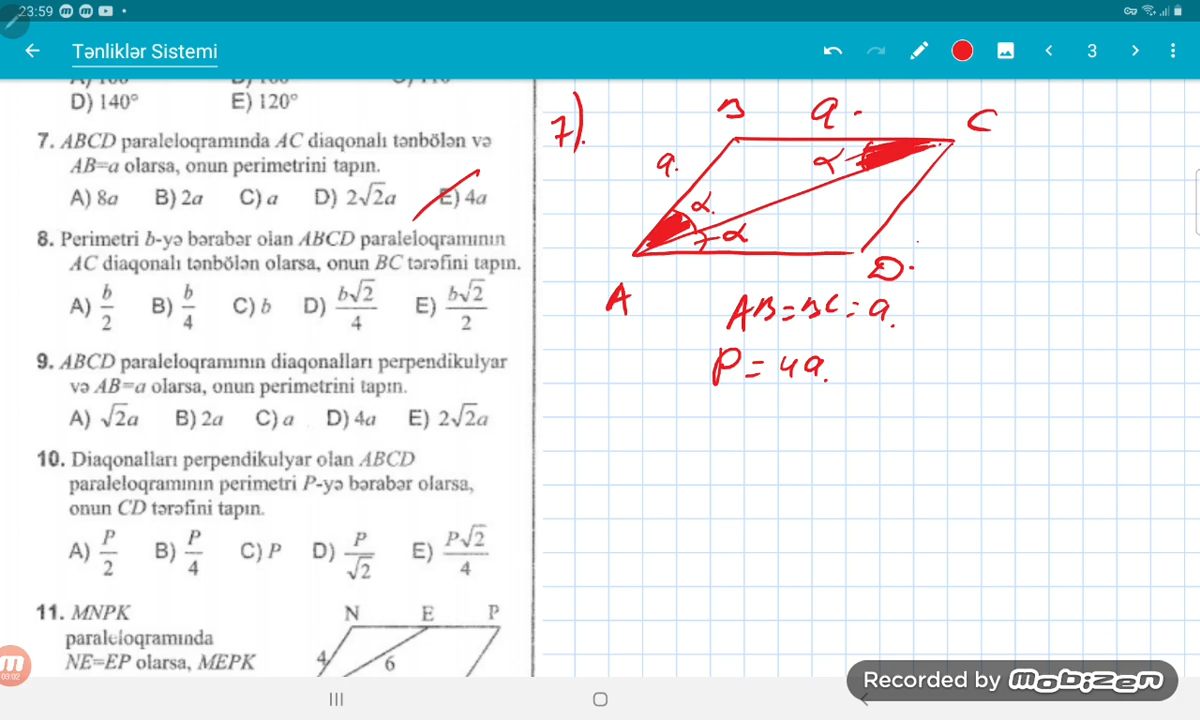 23:59
Tənliklər Sistemi
3
D) 140° E) 120°
7. ABCD paraleloqramında AC diaqonalı tənbölən və
AB=a olarsa, onun perimetrini tapın.
A) 8a B) 2a C) a D) 2√2a E) 4a
8. Perimetri b-yə bərabər olan ABCD paraleloqramının
AC diaqonalı tənbölən olarsa, onun BC tərəfini tapın.
A) b/2 B) b/4 C) b D) b√2/4 E) b√2/2
9. ABCD paraleloqramının diaqonalları perpendikulyar
və AB=a olarsa, onun perimetrini tapın.
A) √2a B) 2a C) a D) 4a E) 2√2a
10. Diaqonalları perpendikulyar olan ABCD
paraleloqramının perimetri P-yə bərabər olarsa,
onun CD tərəfini tapın.
A) P/2 B) P/4 C) P D) P/√2 E) P√2/4
11. MNPK
paraleloqramında
NE=EP olarsa, MEPK
N E P
4 6
7).
B a. C
a. α
α.
α
A D.
AB=BC=a.
P=4a.
03:02
Recorded by mobizen